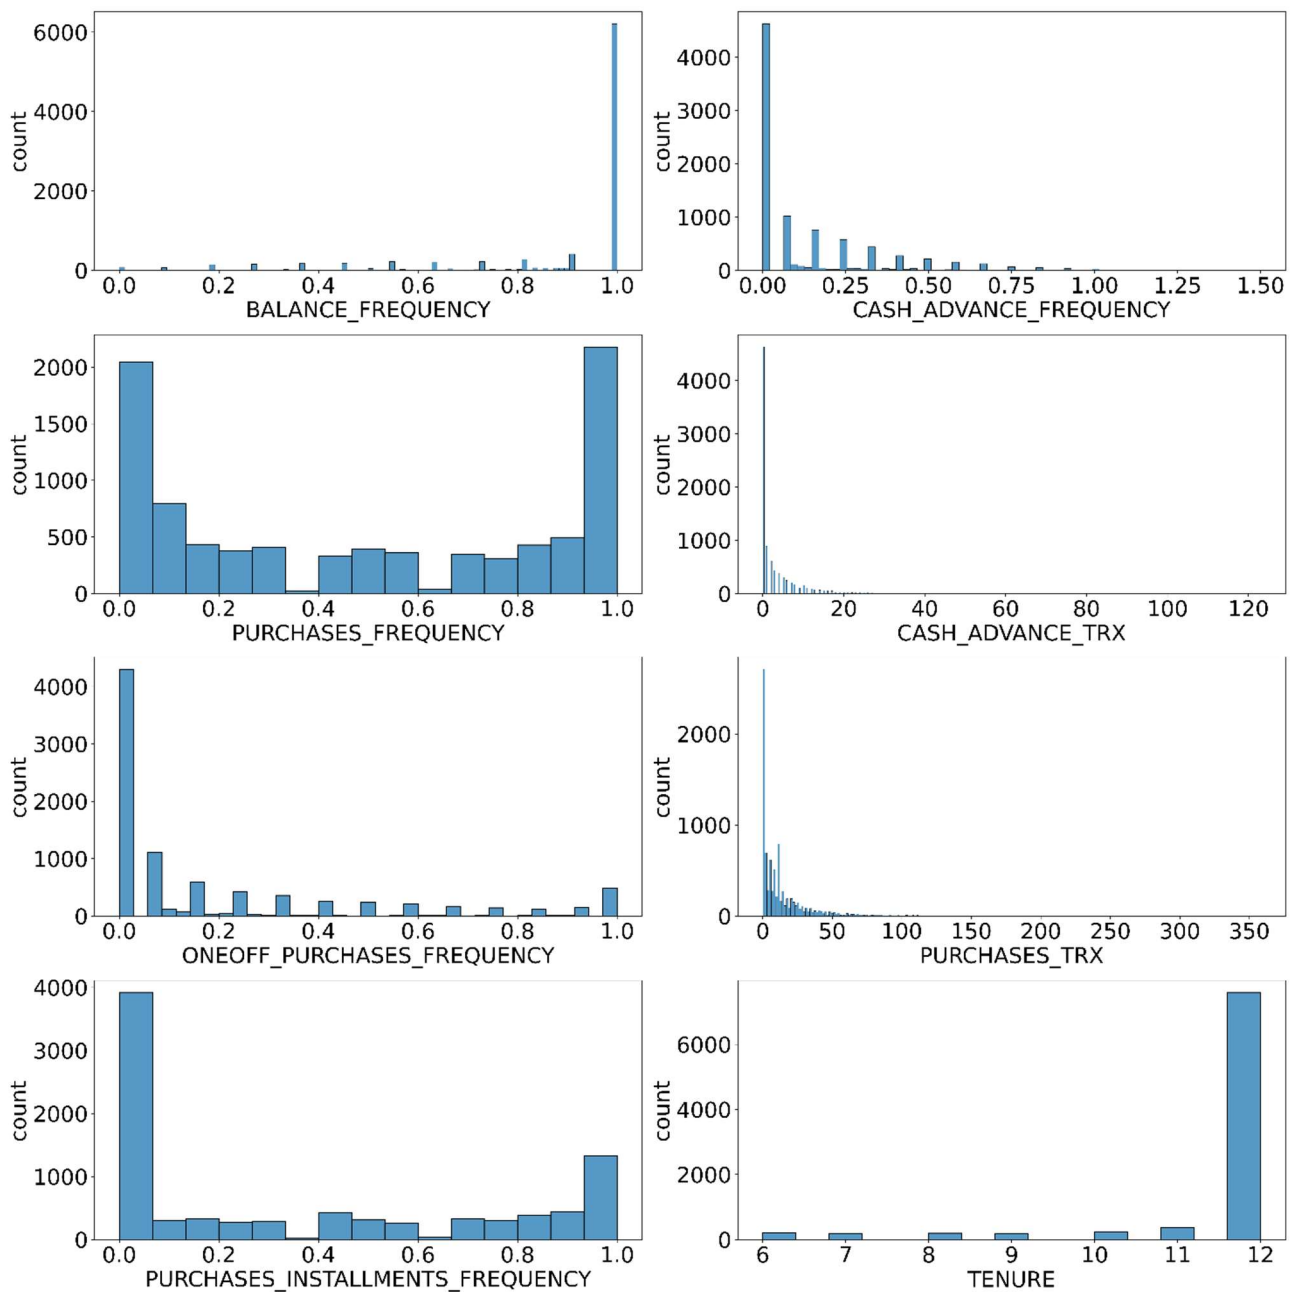 count
6000
4000
2000
0
0.0 0.2 0.4 0.6 0.8 1.0
BALANCE_FREQUENCY
count
4000
3000
2000
1000
0
0.00 0.25 0.50 0.75 1.00 1.25 1.50
CASH_ADVANCE_FREQUENCY
count
2000
1500
1000
500
0
0.0 0.2 0.4 0.6 0.8 1.0
PURCHASES_FREQUENCY
count
4000
3000
2000
1000
0
0 20 40 60 80 100 120
CASH_ADVANCE_TRX
count
4000
3000
2000
1000
0
0.0 0.2 0.4 0.6 0.8 1.0
ONEOFF_PURCHASES_FREQUENCY
count
2000
1000
0
0 50 100 150 200 250 300 350
PURCHASES_TRX
count
4000
3000
2000
1000
0
0.0 0.2 0.4 0.6 0.8 1.0
PURCHASES_INSTALLMENTS_FREQUENCY
count
6000
4000
2000
0
6 7 8 9 10 11 12
TENURE